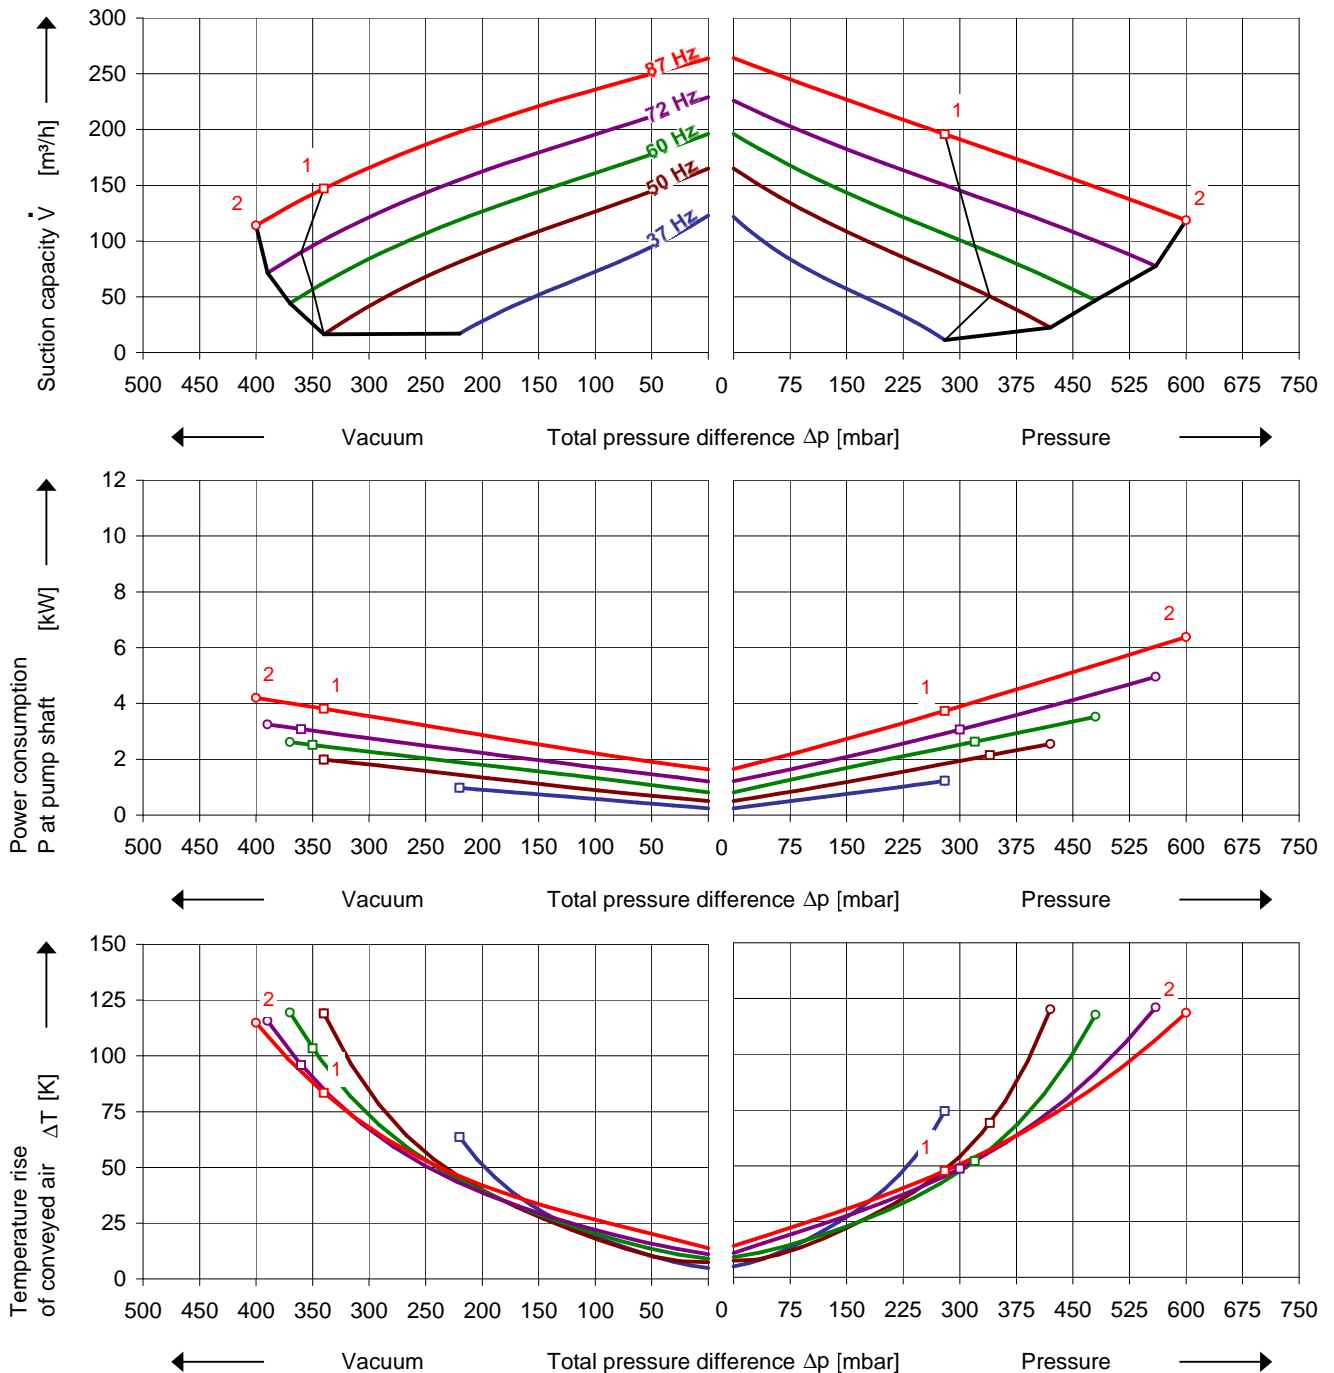 300
250
200
150
100
50
0
Suction capacity V̇ [m³/h]
87 Hz
72 Hz
60 Hz
50 Hz
37 Hz
1
2
1
2
500 450 400 350 300 250 200 150 100 50 0 75 150 225 300 375 450 525 600 675 750
Vacuum Total pressure difference Δp [mbar] Pressure
12
10
8
6
4
2
0
Power consumption
P at pump shaft [kW]
2
1
1
2
500 450 400 350 300 250 200 150 100 50 0 75 150 225 300 375 450 525 600 675 750
Vacuum Total pressure difference Δp [mbar] Pressure
150
125
100
75
50
25
0
Temperature rise
of conveyed air ΔT [K]
2
1
1
2
500 450 400 350 300 250 200 150 100 50 0 75 150 225 300 375 450 525 600 675 750
Vacuum Total pressure difference Δp [mbar] Pressure